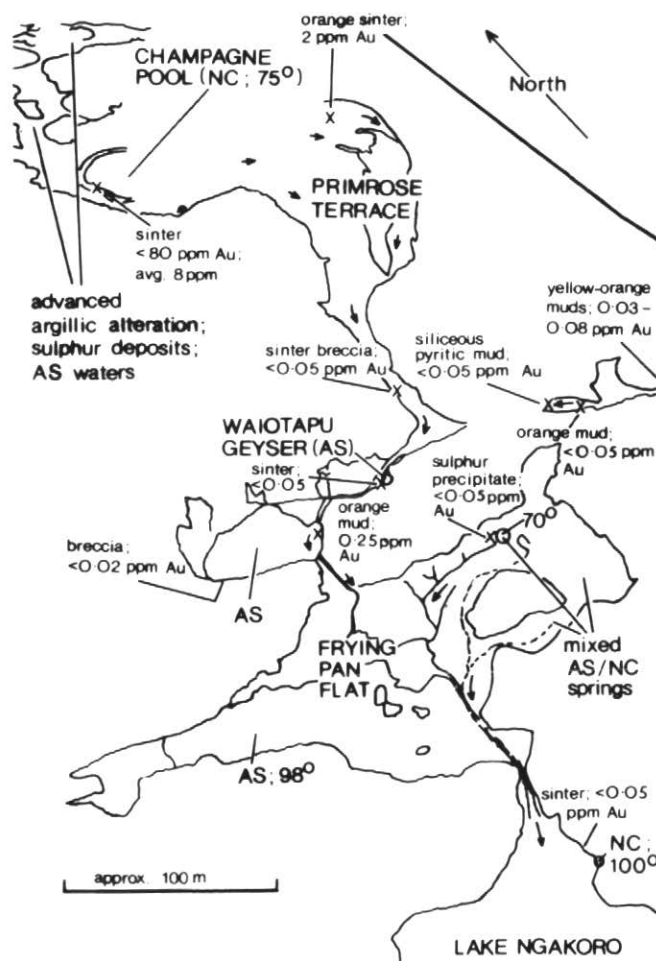 orange sinter;
2 ppm Au
CHAMPAGNE
POOL (NC; 75°)
North
PRIMROSE
TERRACE
sinter
<80 ppm Au;
avg. 8ppm
advanced
argillic alteration;
sulphur deposits;
AS waters
yellow-orange
muds; 0·03 –
0·08 ppm Au
siliceous
pyritic mud;
<0·05 ppm Au
sinter breccia;
<0·05 ppm Au
orange mud;
<0·05 ppm
Au
WAIOTAPU
GEYSER (AS)
sinter;
<0·05
sulphur
precipitate;
<0·05 ppm
Au
70°
orange
mud;
0·25ppm
Au
breccia;
<0·02 ppm Au
AS
mixed
AS/NC
springs
FRYING
PAN
FLAT
AS; 98°
sinter; <0·05
ppm Au
NC;
100°
approx. 100 m
LAKE NGAKORO